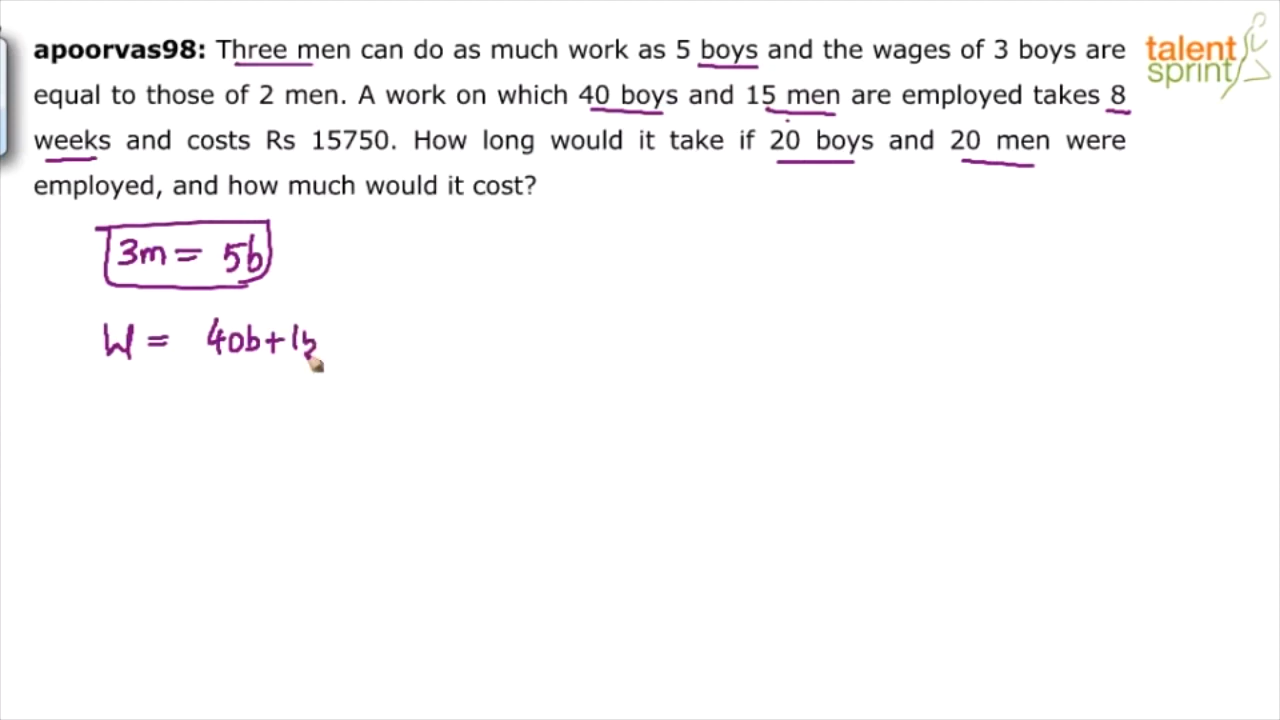 apoorvas98: Three men can do as much work as 5 boys and the wages of 3 boys are
talent
sprint
equal to those of 2 men. A work on which 40 boys and 15 men are employed takes 8
weeks and costs Rs 15750. How long would it take if 20 boys and 20 men were
employed, and how much would it cost?
3m = 5b
W = 40b+15